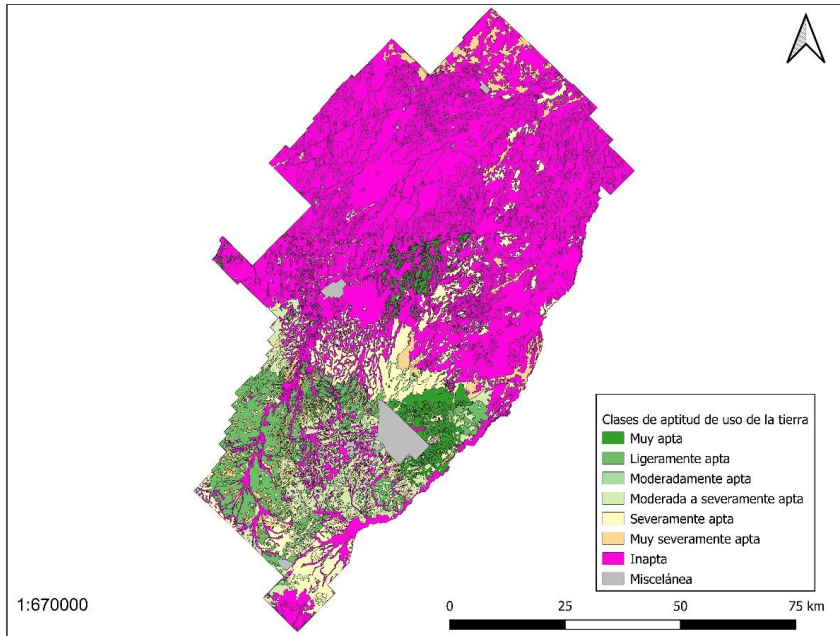 Clases de aptitud de uso de la tierra
Muy apta
Ligeramente apta
Moderadamente apta
Moderada a severamente apta
Severamente apta
Muy severamente apta
Inapta
Miscelánea
1:670000
0 25 50 75 km